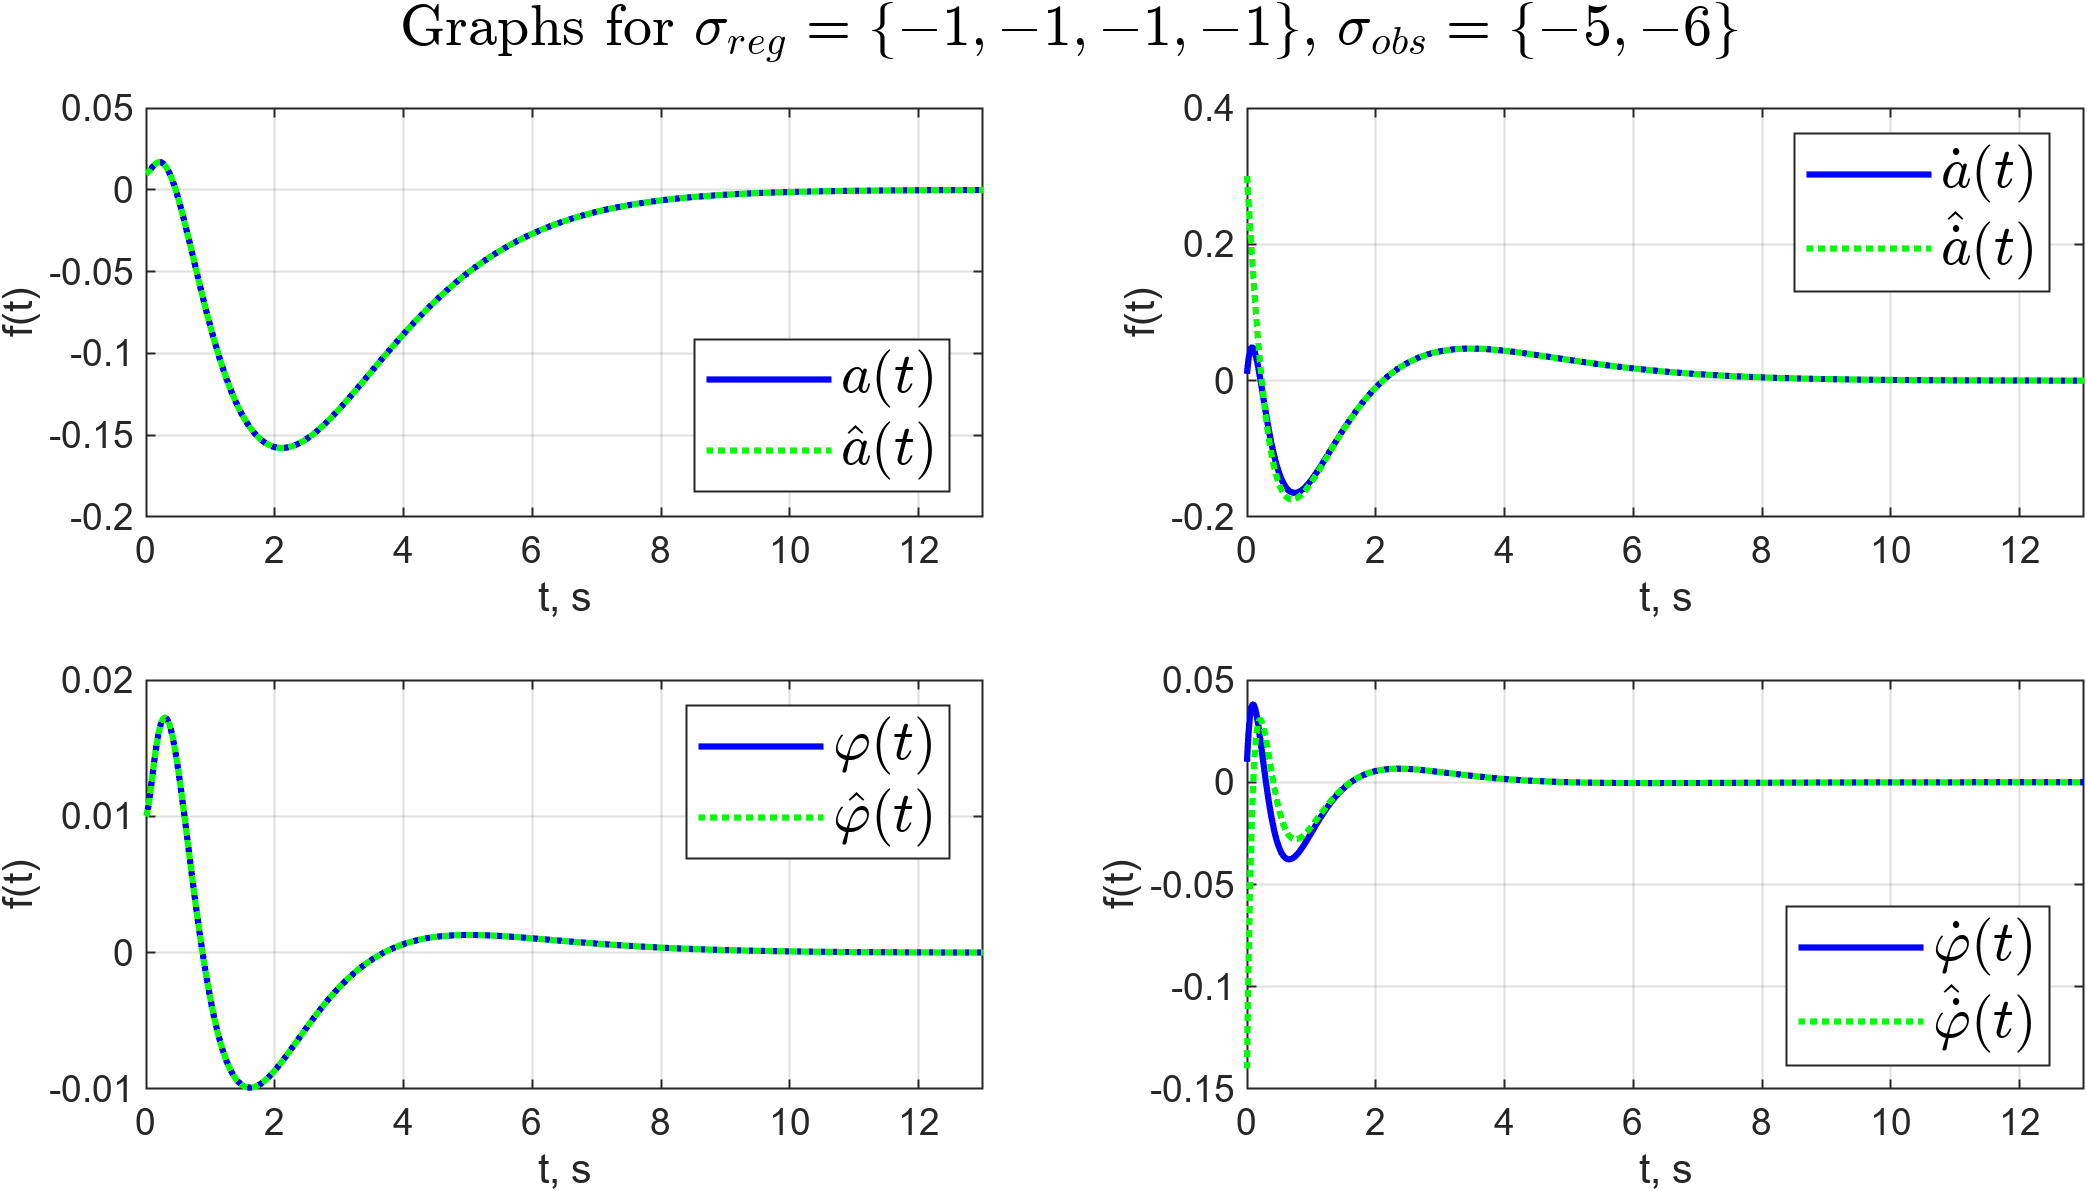 Graphs for σ_reg = {−1, −1, −1, −1}, σ_obs = {−5, −6}
0.05
0
-0.05
-0.1
-0.15
-0.2
f(t)
0 2 4 6 8 10 12
t, s
a(t)
â(t)
0.4
0.2
0
-0.2
f(t)
0 2 4 6 8 10 12
t, s
ȧ(t)
ȧ̂(t)
0.02
0.01
0
-0.01
f(t)
0 2 4 6 8 10 12
t, s
φ(t)
φ̂(t)
0.05
0
-0.05
-0.1
-0.15
f(t)
0 2 4 6 8 10 12
t, s
φ̇(t)
φ̇̂(t)